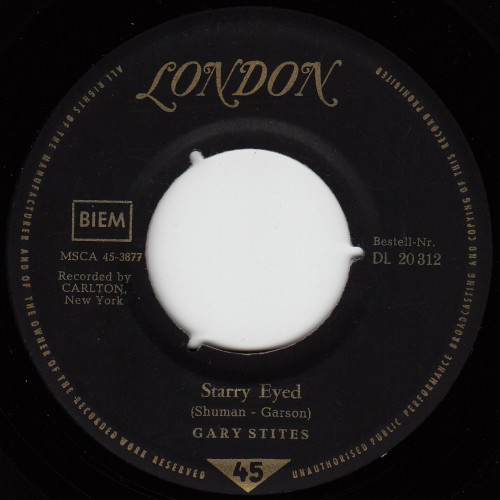 LONDON
ALL RIGHTS OF THE MANUFACTURER AND OF THE OWNER OF THE RECORDED WORK RESERVED
UNAUTHORISED PUBLIC PERFORMANCE BROADCASTING AND COPYING OF THIS RECORD PROHIBITED
BIEM
MSCA 45-3877
Recorded by
CARLTON,
New York
Bestell-Nr.
DL 20 312
Starry Eyed
(Shuman - Garson)
GARY STITES
45